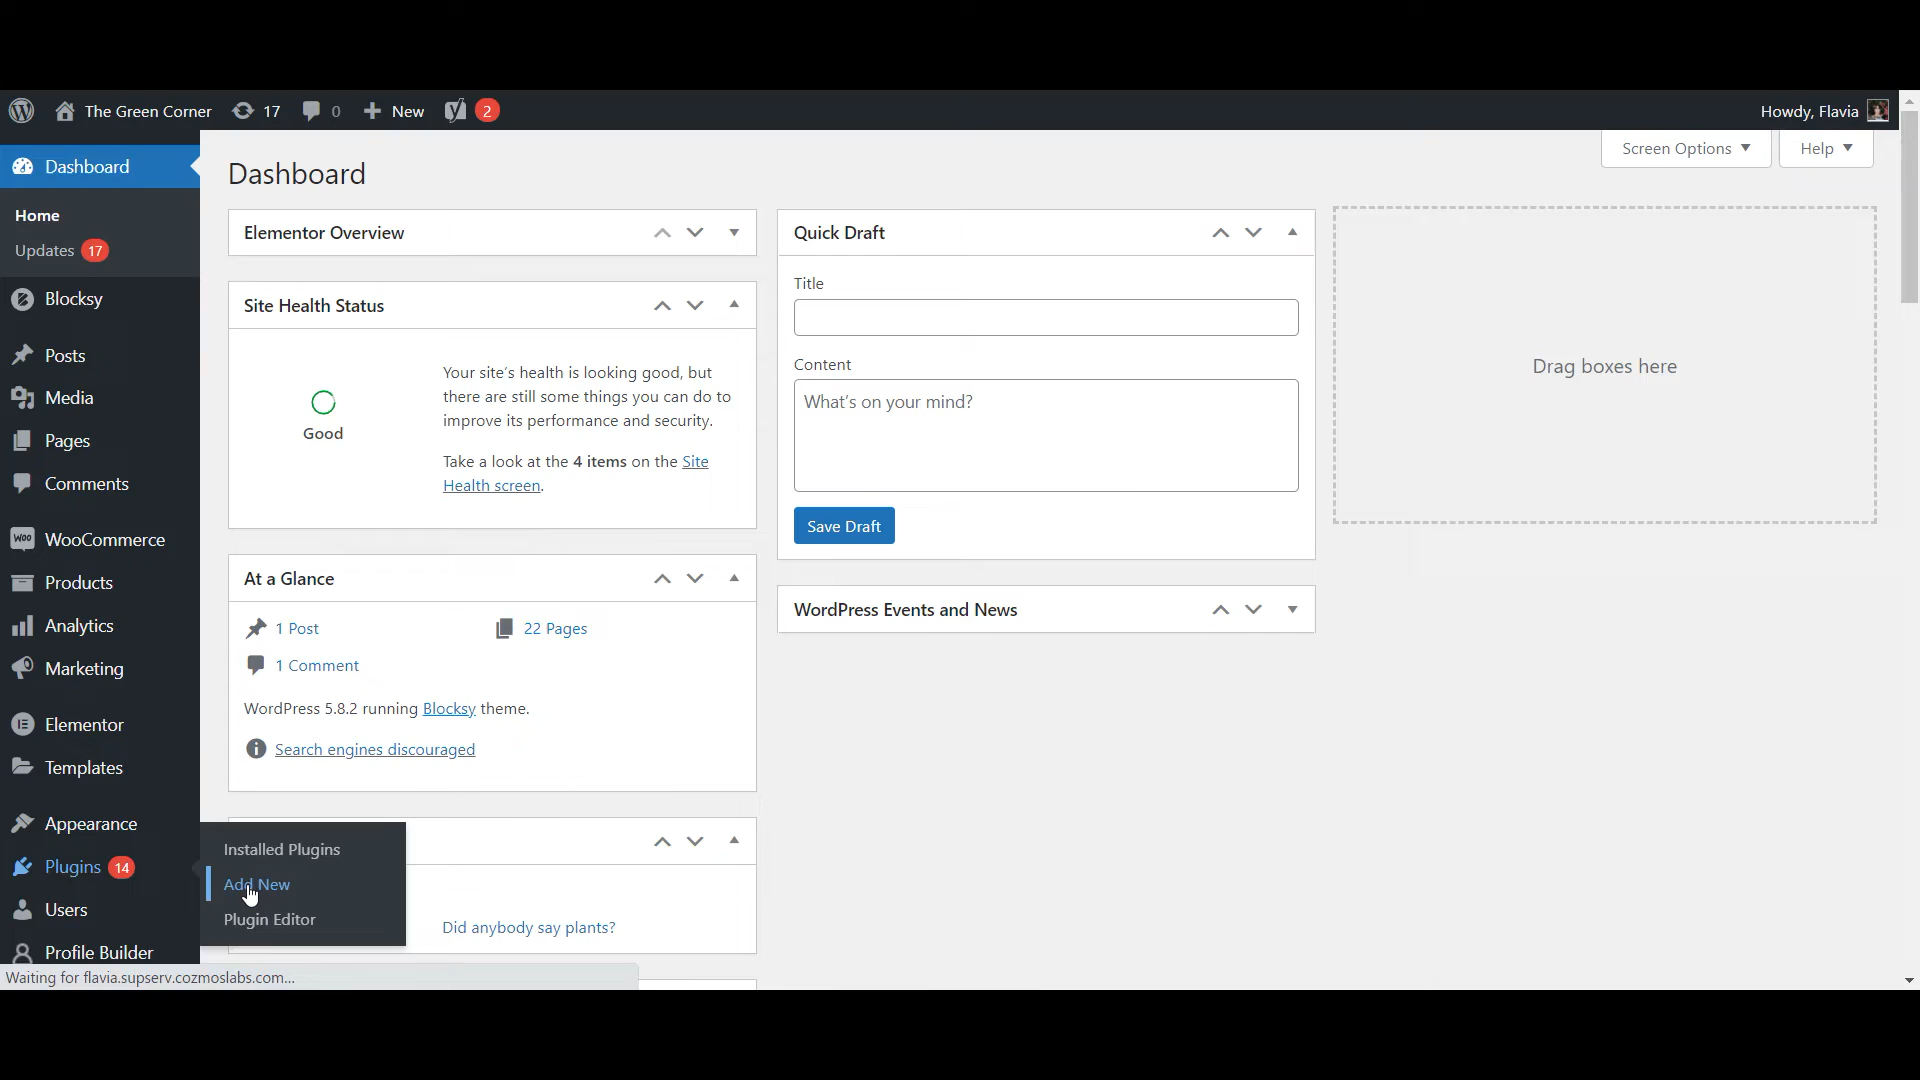 The Green Corner 17 0 New 2
Howdy, Flavia
Dashboard
Home
Updates 17
Blocksy
Posts
Media
Pages
Comments
WooCommerce
Products
Analytics
Marketing
Elementor
Templates
Appearance
Plugins 14
Users
Profile Builder
Installed Plugins
Add New
Plugin Editor
Screen Options
Help
Dashboard
Elementor Overview
Site Health Status
Good
Your site's health is looking good, but
there are still some things you can do to
improve its performance and security.
Take a look at the 4 items on the Site
Health screen.
At a Glance
1 Post
22 Pages
1 Comment
WordPress 5.8.2 running Blocksy theme.
Search engines discouraged
Did anybody say plants?
Quick Draft
Title
Content
What's on your mind?
Save Draft
WordPress Events and News
Drag boxes here
Waiting for flavia.supserv.cozmoslabs.com...